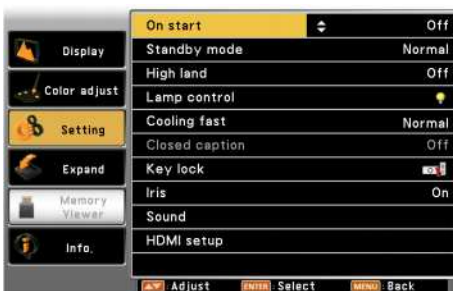 Display
Color adjust
Setting
Expand
Memory Viewer
Info.
On start Off
Standby mode Normal
High land Off
Lamp control
Cooling fast Normal
Closed caption Off
Key lock
Iris On
Sound
HDMI setup
Adjust ENTER Select MENU Back